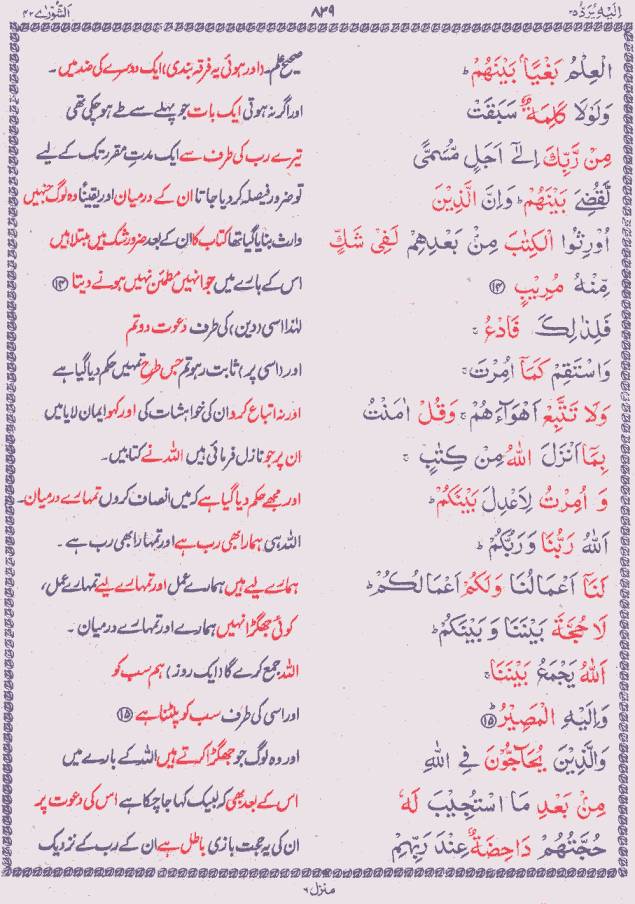 اِلَيْهِ يُرَدُّ ٢٥ ٨٣٩ الشُّوْرٰى ٤٢
الْعِلْمُ بَغْيًاۢ بَيْنَهُمْ ؕ صحیح علم۔ (اور ہوئی یہ فرقہ بندی) ایک دوسرے کی ضد میں ۔
وَلَوْلَا كَلِمَةٌ سَبَقَتْ اور اگر نہ ہوتی ایک بات جو پہلے سے طے ہو چکی تھی
مِنْ رَّبِّكَ اِلٰٓى اَجَلٍ مُّسَمًّى تیرے رب کی طرف سے ایک مدتِ مقرر تک کے لیے
لَّقُضِىَ بَيْنَهُمْ ؕ وَاِنَّ الَّذِيْنَ تو ضرور فیصلہ کر دیا جاتا ان کے درمیان اور یقینًا وہ لوگ جنہیں
اُوْرِثُوا الْكِتٰبَ مِنْۢ بَعْدِهِمْ لَفِىْ شَكٍّ وارث بنایا گیا تھا کتاب کا ان کے بعد ضرور شک میں مبتلا ہیں
مِّنْهُ مُرِيْبٍ ﴿١٤﴾ اس کے بارے میں جو انہیں مطمئن نہیں ہونے دیتا ﴿١٤﴾
فَلِذٰلِكَ فَادْعُ ۚ لہٰذا اسی (دین) کی طرف دعوت دو تم
وَاسْتَقِمْ كَمَآ اُمِرْتَ ۚ اور (اسی پر) ثابت رہو تم جس طرح تمہیں حکم دیا گیا ہے
وَلَا تَتَّبِعْ اَهْوَآءَهُمْ ۚ وَقُلْ اٰمَنْتُ اور نہ اتباع کرو ان کی خواہشات کی اور کہو ایمان لایا میں
بِمَآ اَنْزَلَ اللّٰهُ مِنْ كِتٰبٍ ۚ ان پر جو نازل فرمائی ہیں اللہ نے کتابیں۔
وَ اُمِرْتُ لِاَعْدِلَ بَيْنَكُمْ ؕ اور مجھے حکم دیا گیا ہے کہ میں انصاف کروں تمہارے درمیان۔
اَللّٰهُ رَبُّنَا وَ رَبُّكُمْ ؕ اللہ ہی ہمارا بھی رب ہے اور تمہارا بھی رب ہے ۔
لَنَآ اَعْمَالُنَا وَلَكُمْ اَعْمَالُكُمْ ؕ ہمارے لیے ہیں ہمارے عمل اور تمہارے لیے تمہارے عمل،
لَا حُجَّةَ بَيْنَنَا وَ بَيْنَكُمْ ؕ کوئی جھگڑا نہیں ہمارے اور تمہارے درمیان ۔
اَللّٰهُ يَجْمَعُ بَيْنَنَا ۚ اللہ جمع کرے گا (ایک روز) ہم سب کو
وَاِلَيْهِ الْمَصِيْرُ ؕ ﴿١٥﴾ اور اسی کی طرف سب کو پلٹنا ہے ﴿١٥﴾
وَالَّذِيْنَ يُحَآجُّوْنَ فِى اللّٰهِ اور وہ لوگ جو جھگڑا کرتے ہیں اللہ کے بارے میں
مِنْۢ بَعْدِ مَا اسْتُجِيْبَ لَهٗ اس کے بعد بھی کہ لبیک کہا جا چکا ہے اس کی دعوت پر
حُجَّتُهُمْ دَاحِضَةٌ عِنْدَ رَبِّهِمْ ان کی یہ حجت بازی باطل ہے ان کے رب کے نزدیک
منزل ٦